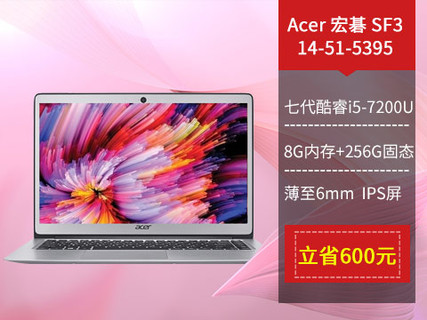 Acer 宏碁 SF3
14-51-5395
七代酷睿i5-7200U
8G内存+256G固态
薄至6mm IPS屏
立省600元
acer